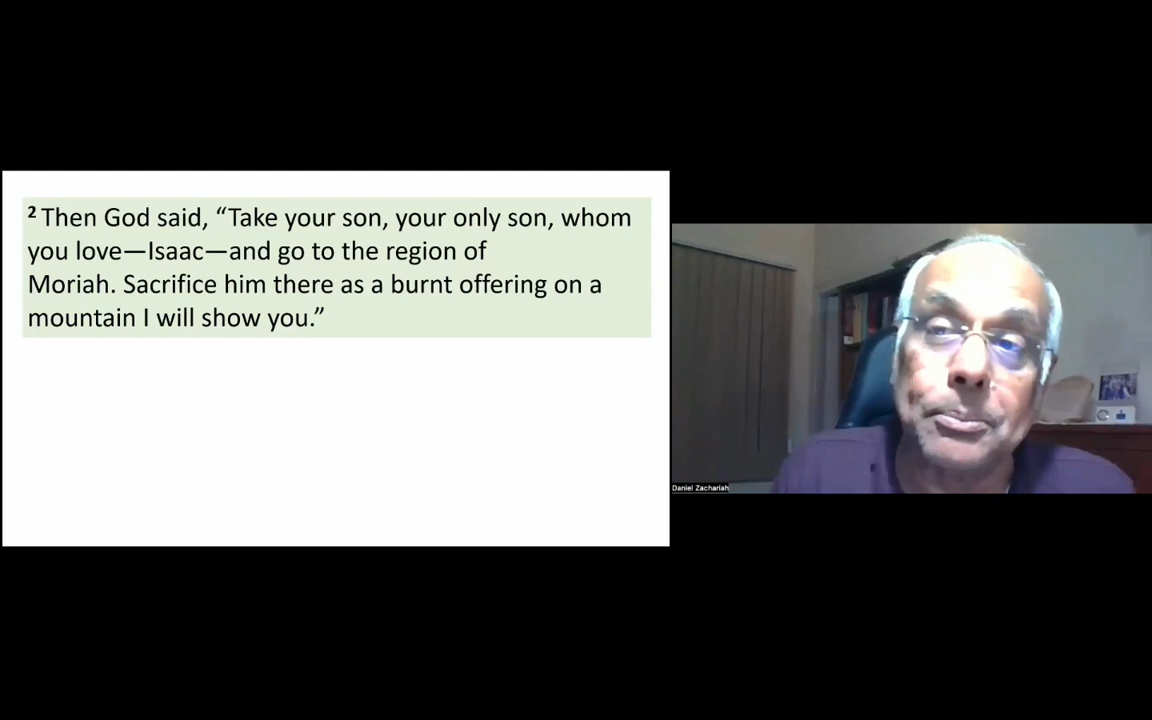 2 Then God said, “Take your son, your only son, whom
you love—Isaac—and go to the region of
Moriah. Sacrifice him there as a burnt offering on a
mountain I will show you.”
Daniel Zachariah